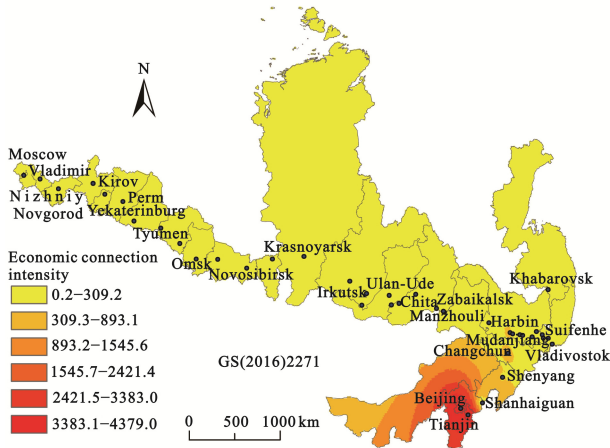 N
Moscow
Vladimir
Kirov
Nizhniy
Novgorod
Perm
Yekaterinburg
Tyumen
Omsk
Novosibirsk
Krasnoyarsk
Irkutsk
Ulan-Ude
Chita
Zabaikalsk
Manzhouli
Khabarovsk
Harbin
Suifenhe
Mudanjiang
Changchun
Vladivostok
Shenyang
Shanhaiguan
Beijing
Tianjin
Economic connection
intensity
0.2−309.2
309.3−893.1
893.2−1545.6
1545.7−2421.4
2421.5−3383.0
3383.1−4379.0
GS(2016)2271
0 500 1000 km